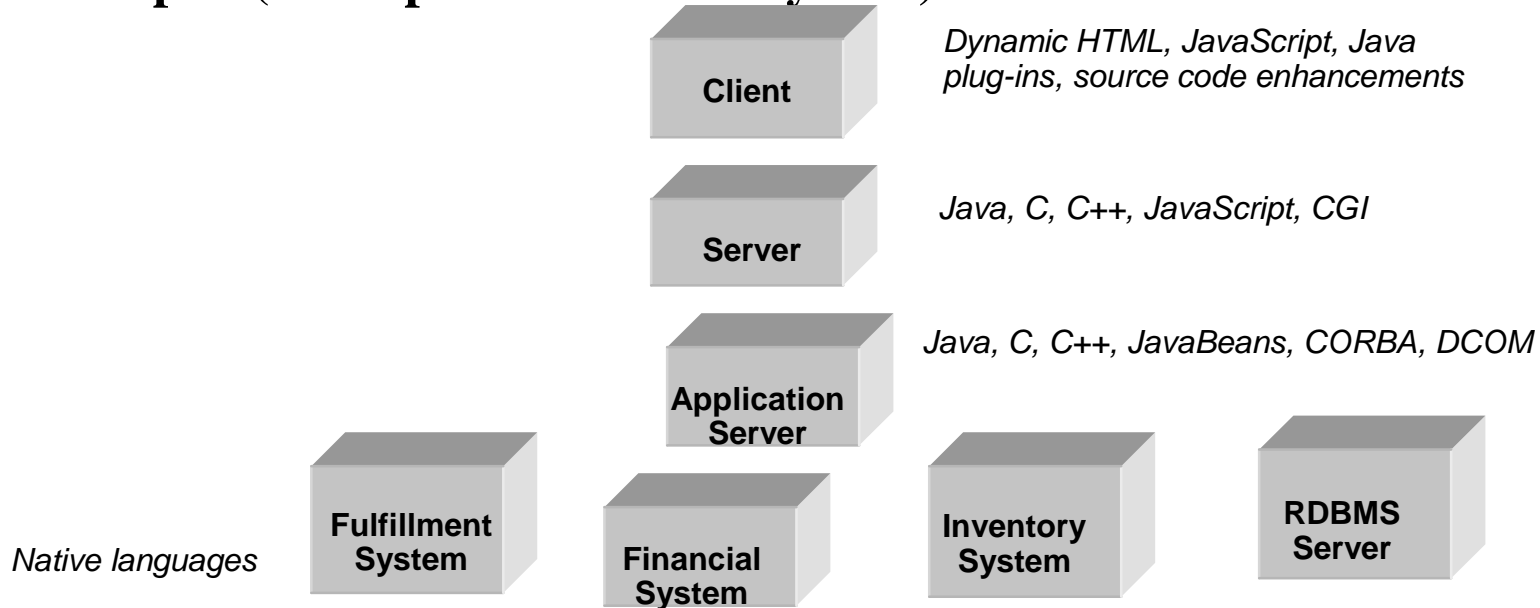 Dynamic HTML, JavaScript, Java
plug-ins, source code enhancements
Client
Java, C, C++, JavaScript, CGI
Server
Java, C, C++, JavaBeans, CORBA, DCOM
Application
Server
Fulfillment
System
Financial
System
Inventory
System
RDBMS
Server
Native languages